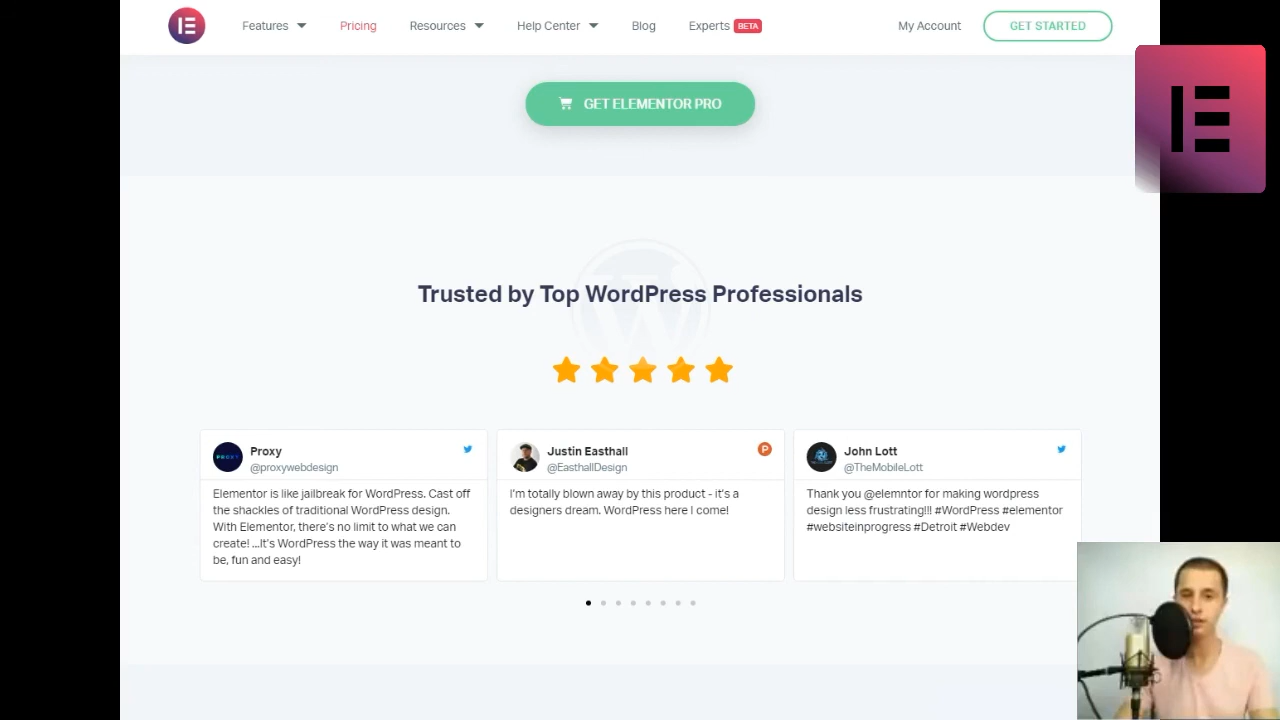 Features
Pricing
Resources
Help Center
Blog
Experts BETA
My Account
GET STARTED
GET ELEMENTOR PRO
Trusted by Top WordPress Professionals
PROXY
Proxy
@proxywebdesign
Elementor is like jailbreak for WordPress. Cast off
the shackles of traditional WordPress design.
With Elementor, there's no limit to what we can
create! ...It's WordPress the way it was meant to
be, fun and easy!
Justin Easthall
@EasthallDesign
I'm totally blown away by this product - it's a
designers dream. WordPress here I come!
John Lott
@TheMobileLott
Thank you @elemntor for making wordpress
design less frustrating!!! #WordPress #elementor
#websiteinprogress #Detroit #Webdev